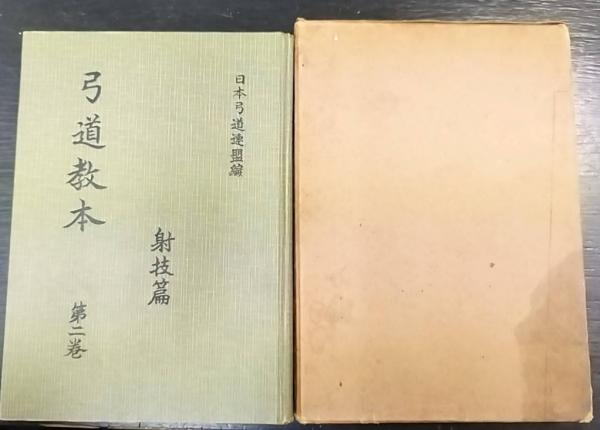 日本弓道連盟編
射技篇
弓道教本 第二巻